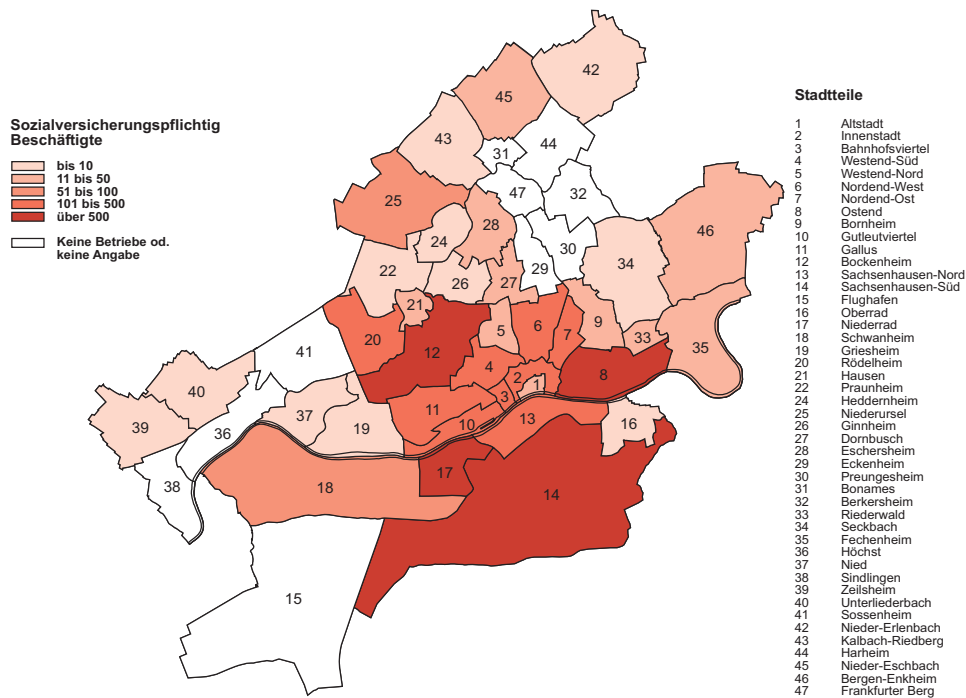 Sozialversicherungspflichtig
Beschäftigte
bis 10
11 bis 50
51 bis 100
101 bis 500
über 500
Keine Betriebe od.
keine Angabe
42
45
43
44
31
47
32
25
28
24
30
46
22
26
27
29
34
21
20
12
5
6
7
9
33
35
41
4
2
8
1
3
40
39
37
36
19
11
10
13
16
38
18
17
14
15
Stadtteile
1 Altstadt
2 Innenstadt
3 Bahnhofsviertel
4 Westend-Süd
5 Westend-Nord
6 Nordend-West
7 Nordend-Ost
8 Ostend
9 Bornheim
10 Gutleutviertel
11 Gallus
12 Bockenheim
13 Sachsenhausen-Nord
14 Sachsenhausen-Süd
15 Flughafen
16 Oberrad
17 Niederrad
18 Schwanheim
19 Griesheim
20 Rödelheim
21 Hausen
22 Praunheim
24 Heddernheim
25 Niederursel
26 Ginnheim
27 Dornbusch
28 Eschersheim
29 Eckenheim
30 Preungesheim
31 Bonames
32 Berkersheim
33 Riederwald
34 Seckbach
35 Fechenheim
36 Höchst
37 Nied
38 Sindlingen
39 Zeilsheim
40 Unterliederbach
41 Sossenheim
42 Nieder-Erlenbach
43 Kalbach-Riedberg
44 Harheim
45 Nieder-Eschbach
46 Bergen-Enkheim
47 Frankfurter Berg